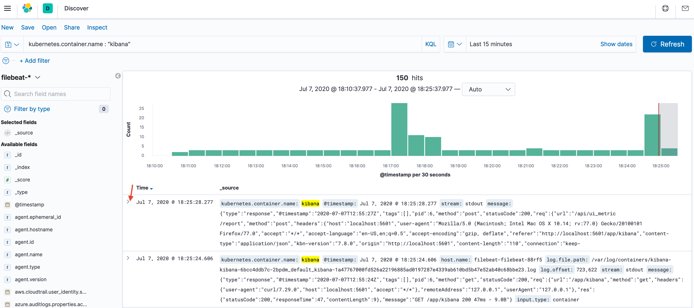 D
Discover
New Save Open Share Inspect
kubernetes.container.name : "kibana"
KQL
Last 15 minutes
Show dates
Refresh
+ Add filter
filebeat-*
Search field names
Filter by type 0
Selected fields
_source
Available fields
t _id
t _index
# _score
t _type
@timestamp
t agent.ephemeral_id
t agent.hostname
t agent.id
t agent.name
t agent.type
t agent.version
t aws.cloudtrail.user_identity.s...
azure.auditlogs.properties.ac...
150 hits
Jul 7, 2020 @ 18:10:37.977 - Jul 7, 2020 @ 18:25:37.977 — Auto
Count
25
20
15
10
5
0
18:10:00 18:11:00 18:12:00 18:13:00 18:14:00 18:15:00 18:16:00 18:17:00 18:18:00 18:19:00 18:20:00 18:21:00 18:22:00 18:23:00 18:24:00 18:25:00
@timestamp per 30 seconds
Time _source
Jul 7, 2020 @ 18:25:28.277
kubernetes.container.name: kibana @timestamp: Jul 7, 2020 @ 18:25:28.277 stream: stdout message:
{"type":"response","@timestamp":"2020-07-07T12:55:27Z","tags":[],"pid":6,"method":"post","statusCode":200,"req":{"url":"/api/ui_metric
/report","method":"post","headers":{"host":"localhost:5601","user-agent":"Mozilla/5.0 (Macintosh; Intel Mac OS X 10.14; rv:77.0) Gecko/20100101
Firefox/77.0","accept":"*/*","accept-language":"en-US,en;q=0.5","accept-encoding":"gzip, deflate","referer":"http://localhost:5601/app/kibana","content-
type":"application/json","kbn-version":"7.8.0","origin":"http://localhost:5601","content-length":"110","connection":"keep-
Jul 7, 2020 @ 18:25:24.606
kubernetes.container.name: kibana @timestamp: Jul 7, 2020 @ 18:25:24.606 host.name: filebeat-filebeat-88rf5 log.file.path: /var/log/containers/kibana-
log.offset: 723,622 stream: stdout message:
{"type":"response","@timestamp":"2020-07-07T12:55:24Z","tags":[],"pid":6,"method":"get","statusCode":200,"req":{"url":"/app/kibana","method":"get","headers":
{"user-agent":"curl/7.29.0","host":"localhost:5601","accept":"*/*"},"remoteAddress":"127.0.0.1","userAgent":"127.0.0.1"},"res":
{"statusCode":200,"responseTime":47,"contentLength":9},"message":"GET /app/kibana 200 47ms - 9.0B"} input.type: container